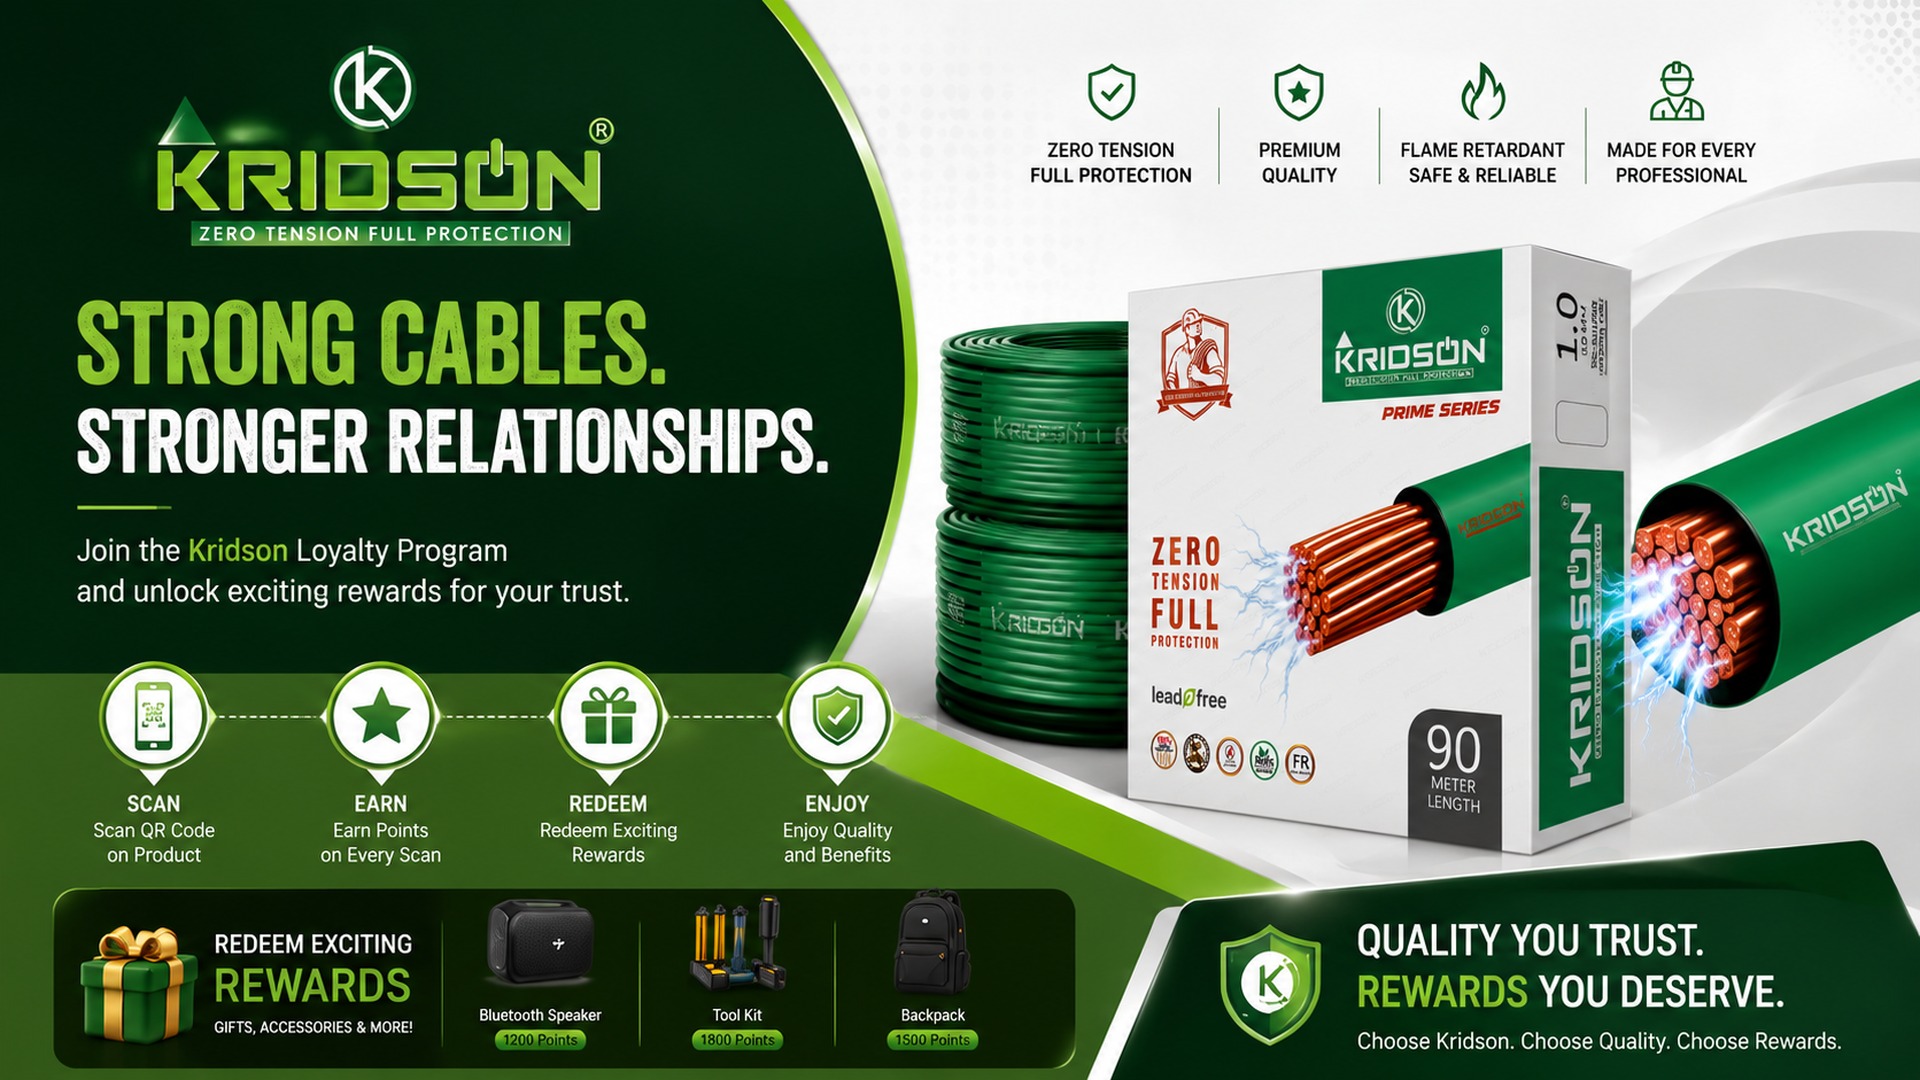 K
KRIDSON
®
ZERO TENSION FULL PROTECTION
STRONG CABLES.
STRONGER RELATIONSHIPS.
Join the Kridson Loyalty Program
and unlock exciting rewards for your trust.
SCAN
Scan QR Code
on Product
EARN
Earn Points
on Every Scan
REDEEM
Redeem Exciting
Rewards
ENJOY
Enjoy Quality
and Benefits
REDEEM EXCITING
REWARDS
GIFTS, ACCESSORIES & MORE!
Bluetooth Speaker
1200 Points
Tool Kit
1800 Points
Backpack
1500 Points
ZERO TENSION
FULL PROTECTION
PREMIUM
QUALITY
FLAME RETARDANT
SAFE & RELIABLE
MADE FOR EVERY
PROFESSIONAL
K
KRIDSON
PRIME SERIES
ZERO
TENSION
FULL
PROTECTION
lead free
FR
90
METER
LENGTH
1.0
KRIDSON
KRIDSON
KRIDSON
K
QUALITY YOU TRUST.
REWARDS YOU DESERVE.
Choose Kridson. Choose Quality. Choose Rewards.